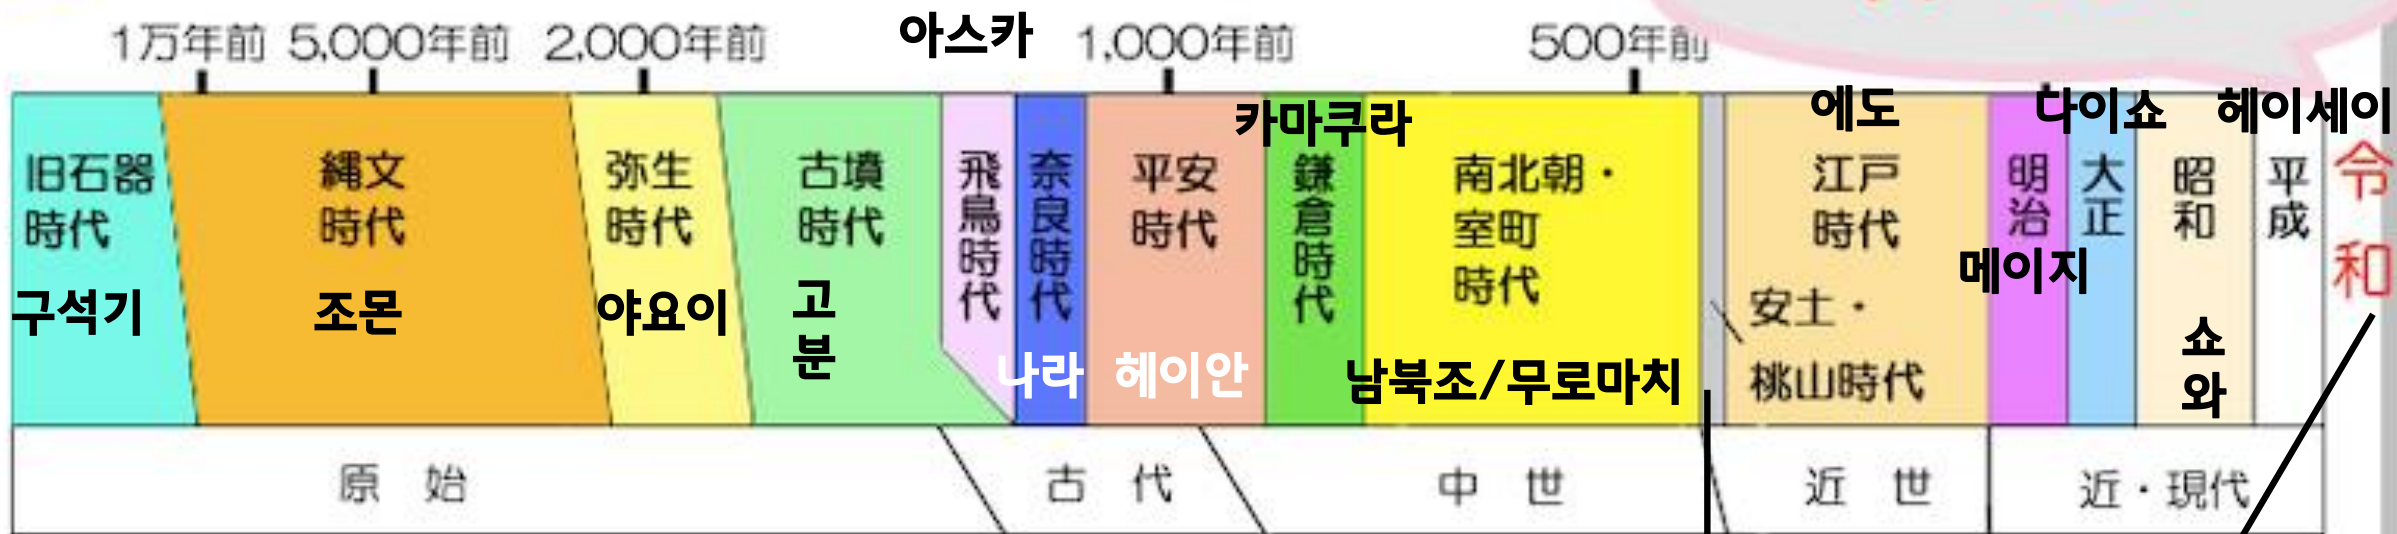 1万年前 5,000年前 2,000年前 아스카 1,000年前 500年前
旧石器
時代
구석기
縄文
時代
조몬
弥生
時代
야요이
古墳
時代
고
분
飛鳥時代
奈良時代
나라
平安
時代
헤이안
카마쿠라
鎌倉時代
南北朝・
室町
時代
남북조/무로마치
에도
江戸
時代
安土・
桃山時代
明治
메이지
다이쇼
大正
昭和
쇼
와
헤이세이
平成
令和
原始 古代 中世 近世 近・現代